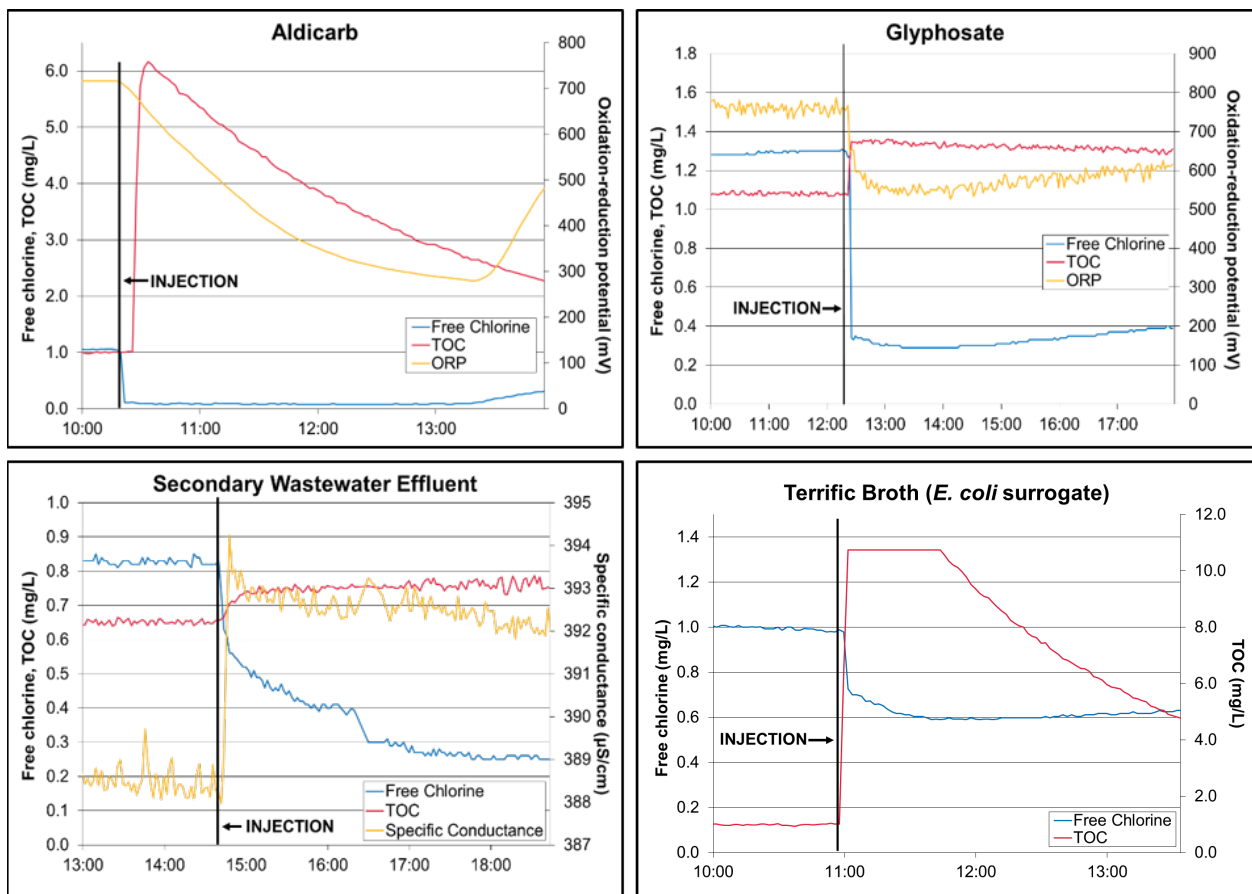 Aldicarb
Free chlorine, TOC (mg/L)
6.0
5.0
4.0
3.0
2.0
1.0
0.0
800
700
600
500
400
300
200
100
0
Oxidation-reduction potential (mV)
10:00 11:00 12:00 13:00
INJECTION
Free Chlorine
TOC
ORP
Glyphosate
Free chlorine, TOC (mg/L)
1.8
1.6
1.4
1.2
1.0
0.8
0.6
0.4
0.2
0.0
900
800
700
600
500
400
300
200
100
0
Oxidation-reduction potential (mV)
10:00 11:00 12:00 13:00 14:00 15:00 16:00 17:00
INJECTION
Free Chlorine
TOC
ORP
Secondary Wastewater Effluent
Free chlorine, TOC (mg/L)
1.0
0.9
0.8
0.7
0.6
0.5
0.4
0.3
0.2
0.1
0.0
395
394
393
392
391
390
389
388
387
Specific conductance (µS/cm)
13:00 14:00 15:00 16:00 17:00 18:00
INJECTION
Free Chlorine
TOC
Specific Conductance
Terrific Broth (E. coli surrogate)
Free chlorine (mg/L)
1.4
1.2
1.0
0.8
0.6
0.4
0.2
0.0
12.0
10.0
8.0
6.0
4.0
2.0
0.0
TOC (mg/L)
10:00 11:00 12:00 13:00
INJECTION
Free Chlorine
TOC